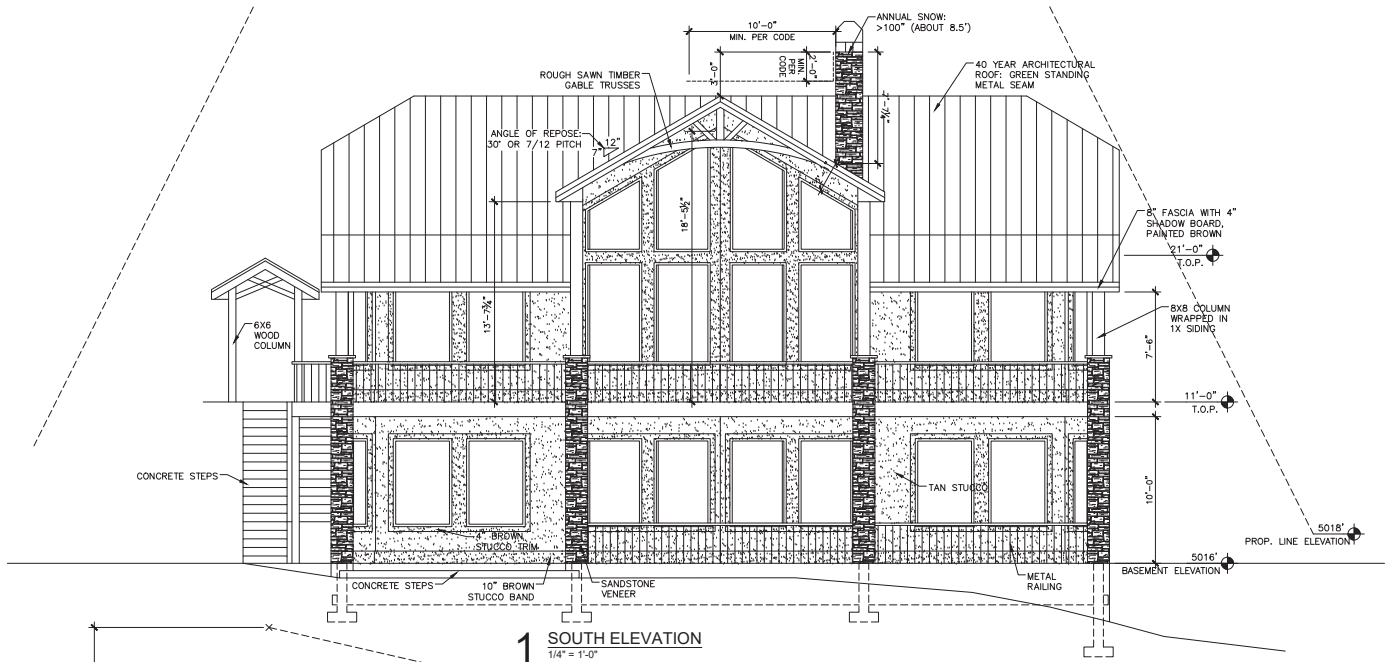 10'-0"
MIN. PER CODE
ANNUAL SNOW:
>100" (ABOUT 8.5')
3'-0"
2'-0"
MIN.
PER
CODE
ROUGH SAWN TIMBER
GABLE TRUSSES
40 YEAR ARCHITECTURAL
ROOF: GREEN STANDING
METAL SEAM
ANGLE OF REPOSE:
30° OR 7/12 PITCH
12"
7"
18'-5½"
13'-7¾"
8" FASCIA WITH 4"
SHADOW BOARD,
PAINTED BROWN
21'-0"
T.O.P.
6X6
WOOD
COLUMN
8X8 COLUMN
WRAPPED IN
1X SIDING
7'-6"
11'-0"
T.O.P.
CONCRETE STEPS
TAN STUCCO
10'-0"
4" BROWN
STUCCO TRIM
5018'
PROP. LINE ELEVATION
5016'
BASEMENT ELEVATION
CONCRETE STEPS
10" BROWN
STUCCO BAND
SANDSTONE
VENEER
METAL
RAILING
1 SOUTH ELEVATION
1/4" = 1'-0"